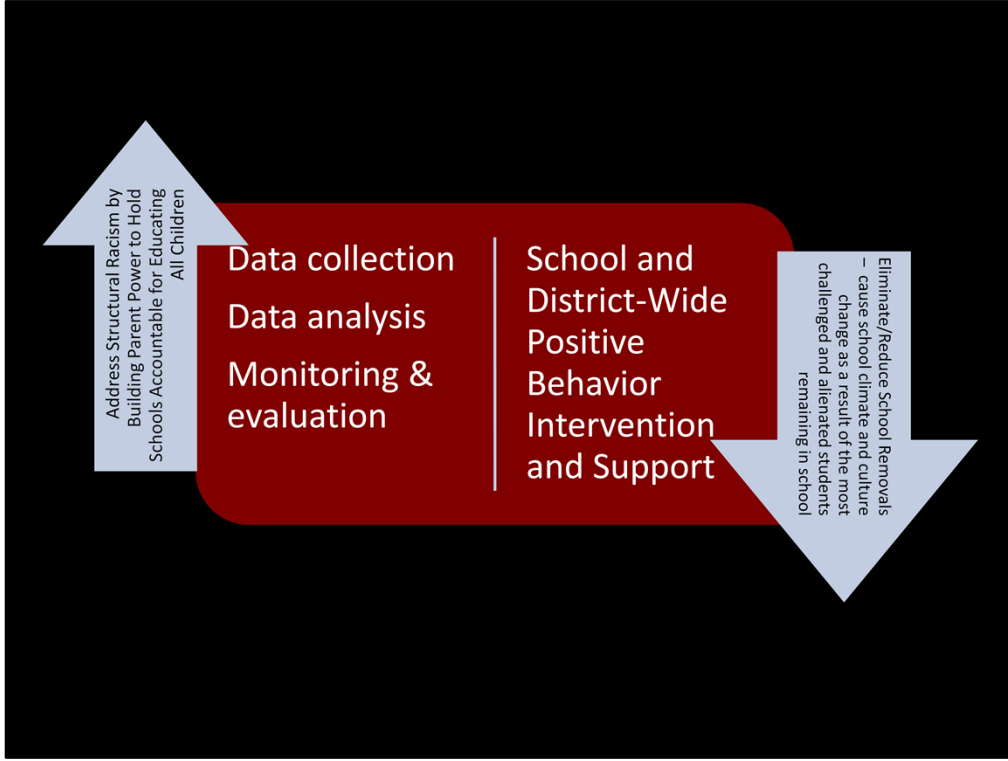 Address Structural Racism by
Building Parent Power to Hold
Schools Accountable for Educating
All Children
Data collection
Data analysis
Monitoring &
evaluation
School and
District-Wide
Positive
Behavior
Intervention
and Support
Eliminate/Reduce School Removals
– cause school climate and culture
change as a result of the most
challenged and alienated students
remaining in school